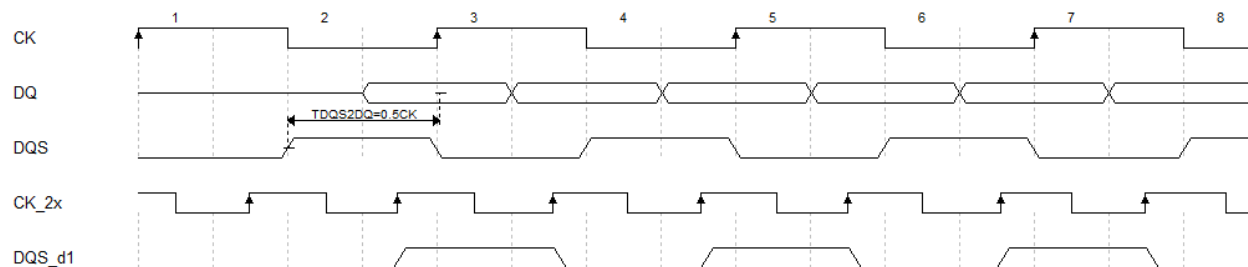 1 2 3 4 5 6 7 8
CK
DQ
TDQS2DQ=0.5CK
DQS
CK_2x
DQS_d1